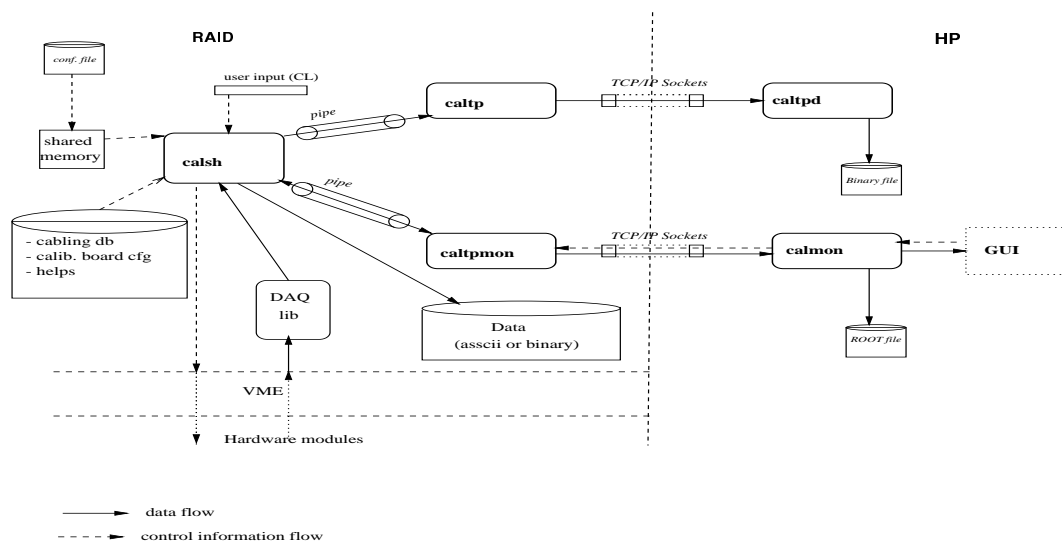 RAID
HP
conf. file
user input (CL)
TCP/IP Sockets
pipe
caltp
caltpd
shared
memory
calsh
Binary file
pipe
- cabling db
- calib. board cfg
- helps
TCP/IP Sockets
caltpmon
calmon
GUI
DAQ
lib
Data
(asscii or binary)
ROOT file
VME
Hardware modules
data flow
control information flow